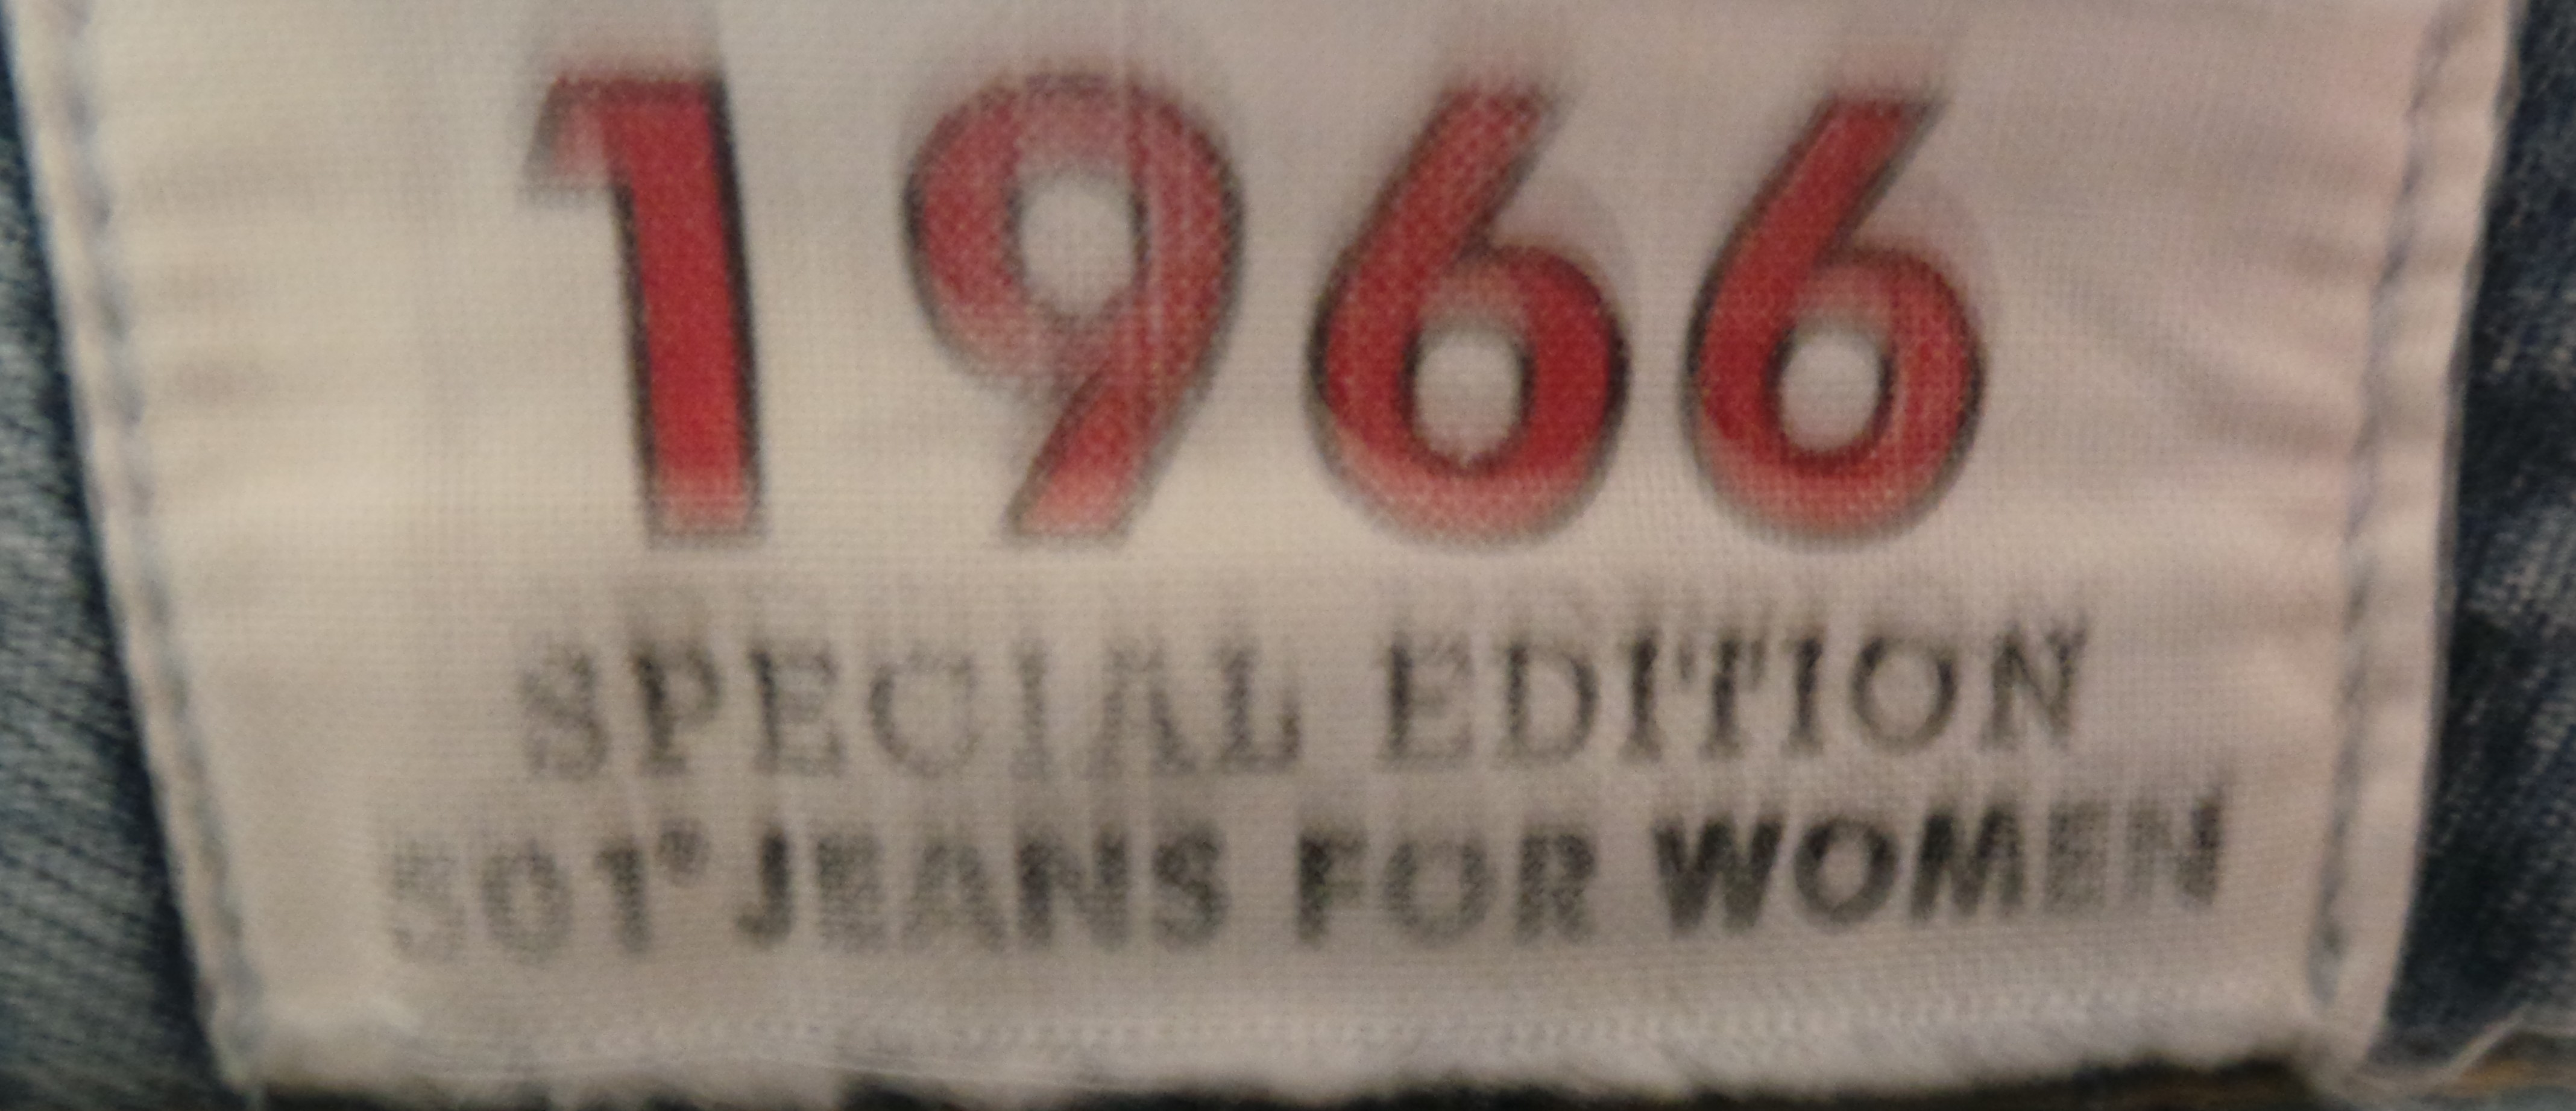 1966
SPECIAL EDITION
501® JEANS FOR WOMEN